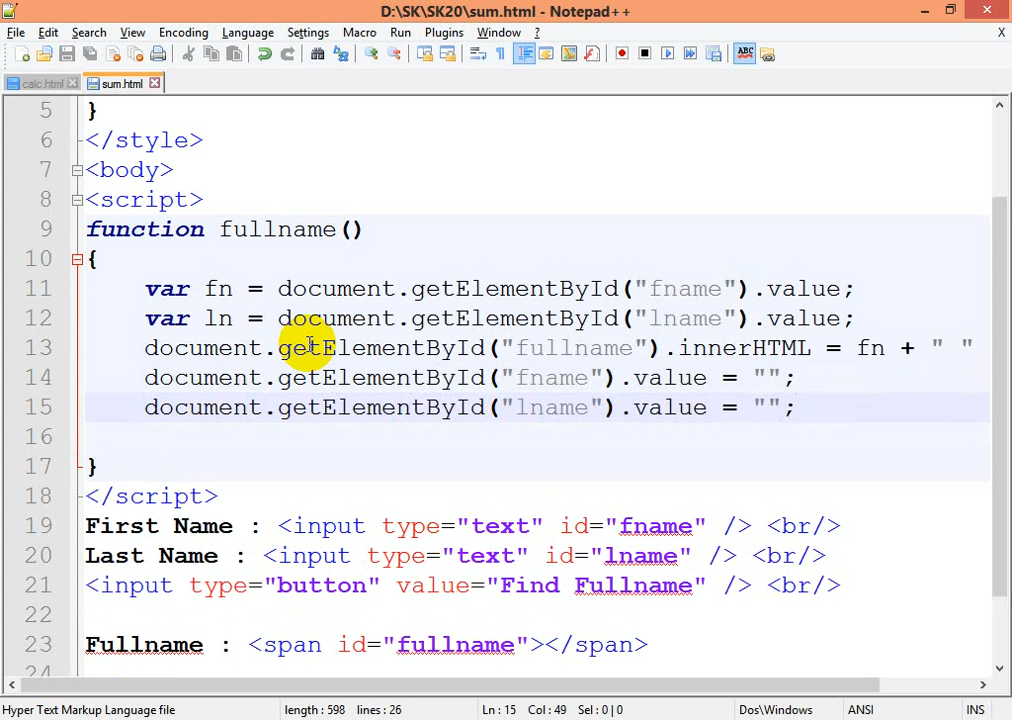 D:\SK\SK20\sum.html - Notepad++
File Edit Search View Encoding Language Settings Macro Run Plugins Window ? X
calc.html sum.html
5 }
6 </style>
7 <body>
8 <script>
9 function fullname()
10 {
11 var fn = document.getElementById("fname").value;
12 var ln = document.getElementById("lname").value;
13 document.getElementById("fullname").innerHTML = fn + " "
14 document.getElementById("fname").value = "";
15 document.getElementById("lname").value = "";
16
17 }
18 </script>
19 First Name : <input type="text" id="fname" /> <br/>
20 Last Name : <input type="text" id="lname" /> <br/>
21 <input type="button" value="Find Fullname" /> <br/>
22
23 Fullname : <span id="fullname"></span>
24
Hyper Text Markup Language file length : 598 lines : 26 Ln : 15 Col : 49 Sel : 0 | 0 Dos\Windows ANSI INS